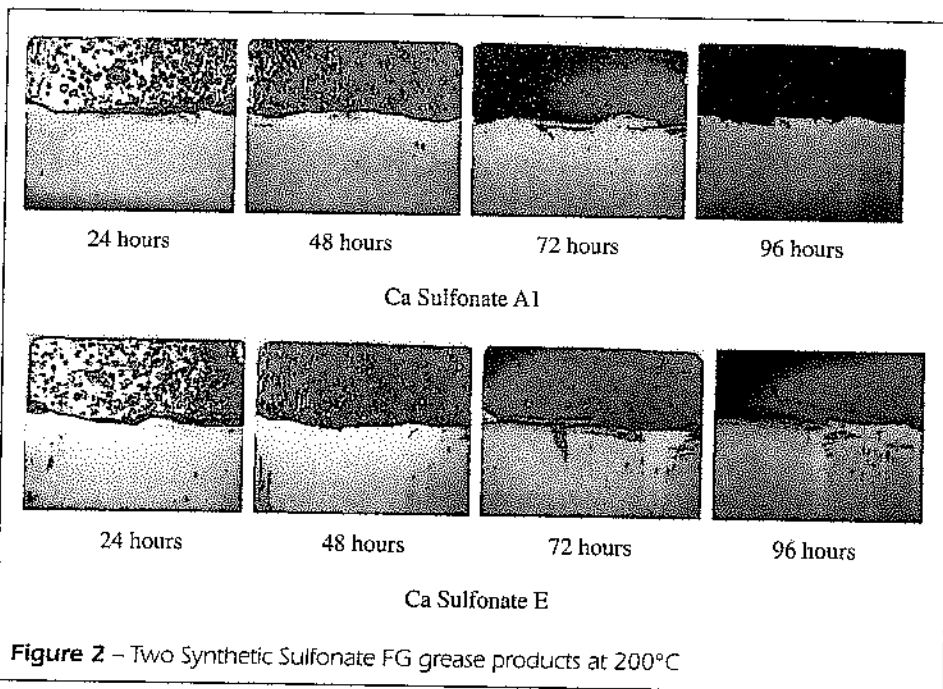 24 hours 48 hours 72 hours 96 hours
Ca Sulfonate A1
24 hours 48 hours 72 hours 96 hours
Ca Sulfonate E
Figure 2 – Two Synthetic Sulfonate FG grease products at 200°C